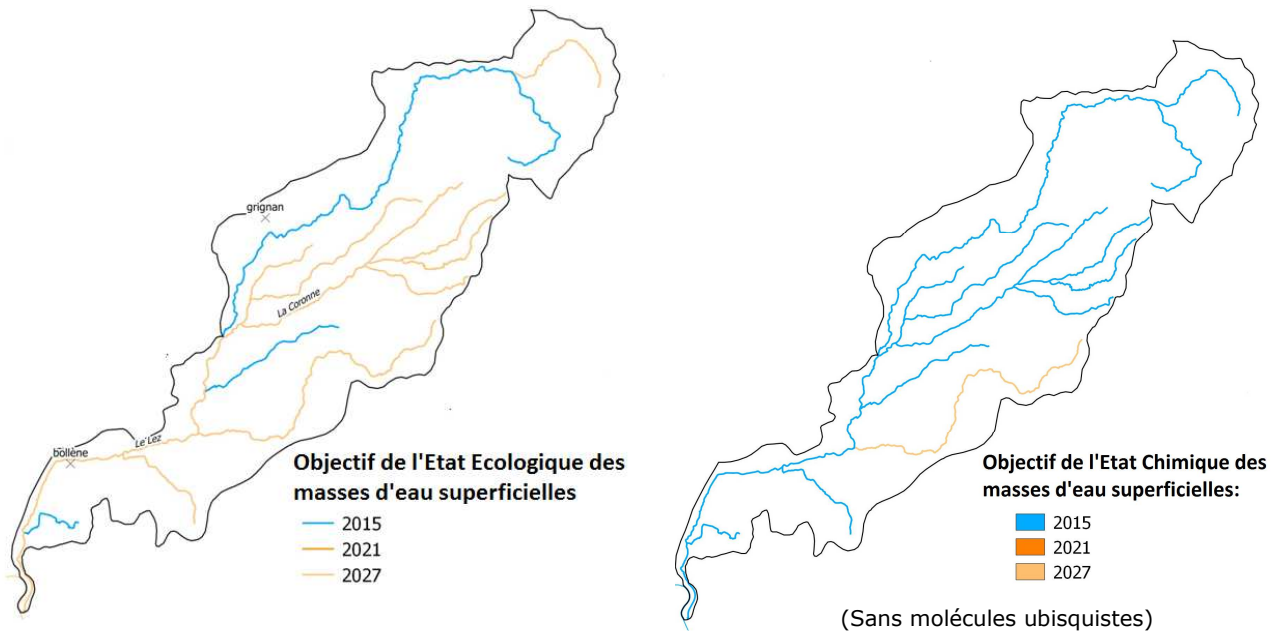 grignan
La Coronne
Le Lez
bollène
Objectif de l'Etat Ecologique des
masses d'eau superficielles
2015
2021
2027
Objectif de l'Etat Chimique des
masses d'eau superficielles:
2015
2021
2027
(Sans molécules ubisquistes)